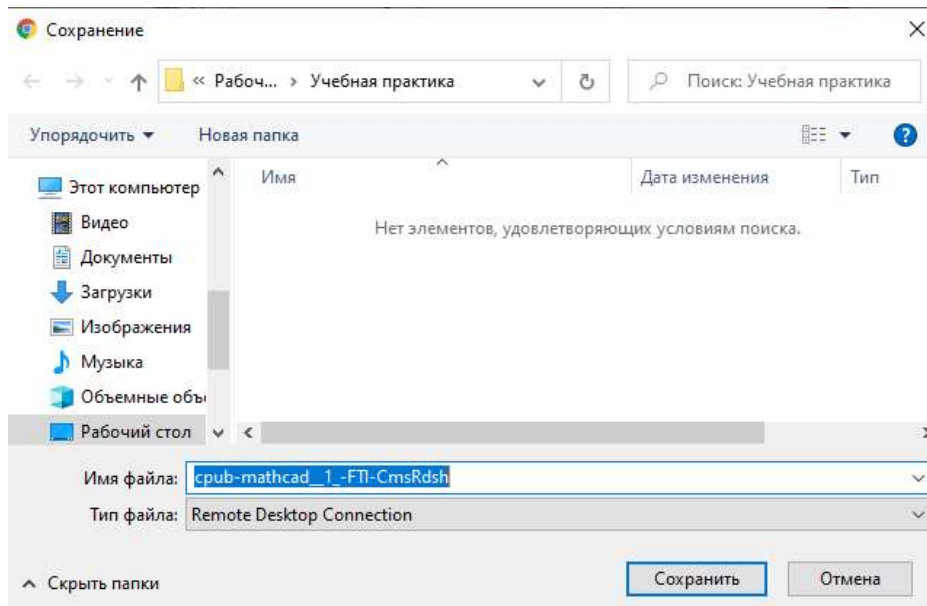 Сохранение
« Рабоч... › Учебная практика
Поиск: Учебная практика
Упорядочить
Новая папка
Имя
Дата изменения
Тип
Этот компьютер
Видео
Документы
Загрузки
Изображения
Музыка
Объемные объ
Рабочий стол
Нет элементов, удовлетворяющих условиям поиска.
Имя файла: cpub-mathcad__1_-FTI-CmsRdsh
Тип файла: Remote Desktop Connection
Скрыть папки
Сохранить
Отмена